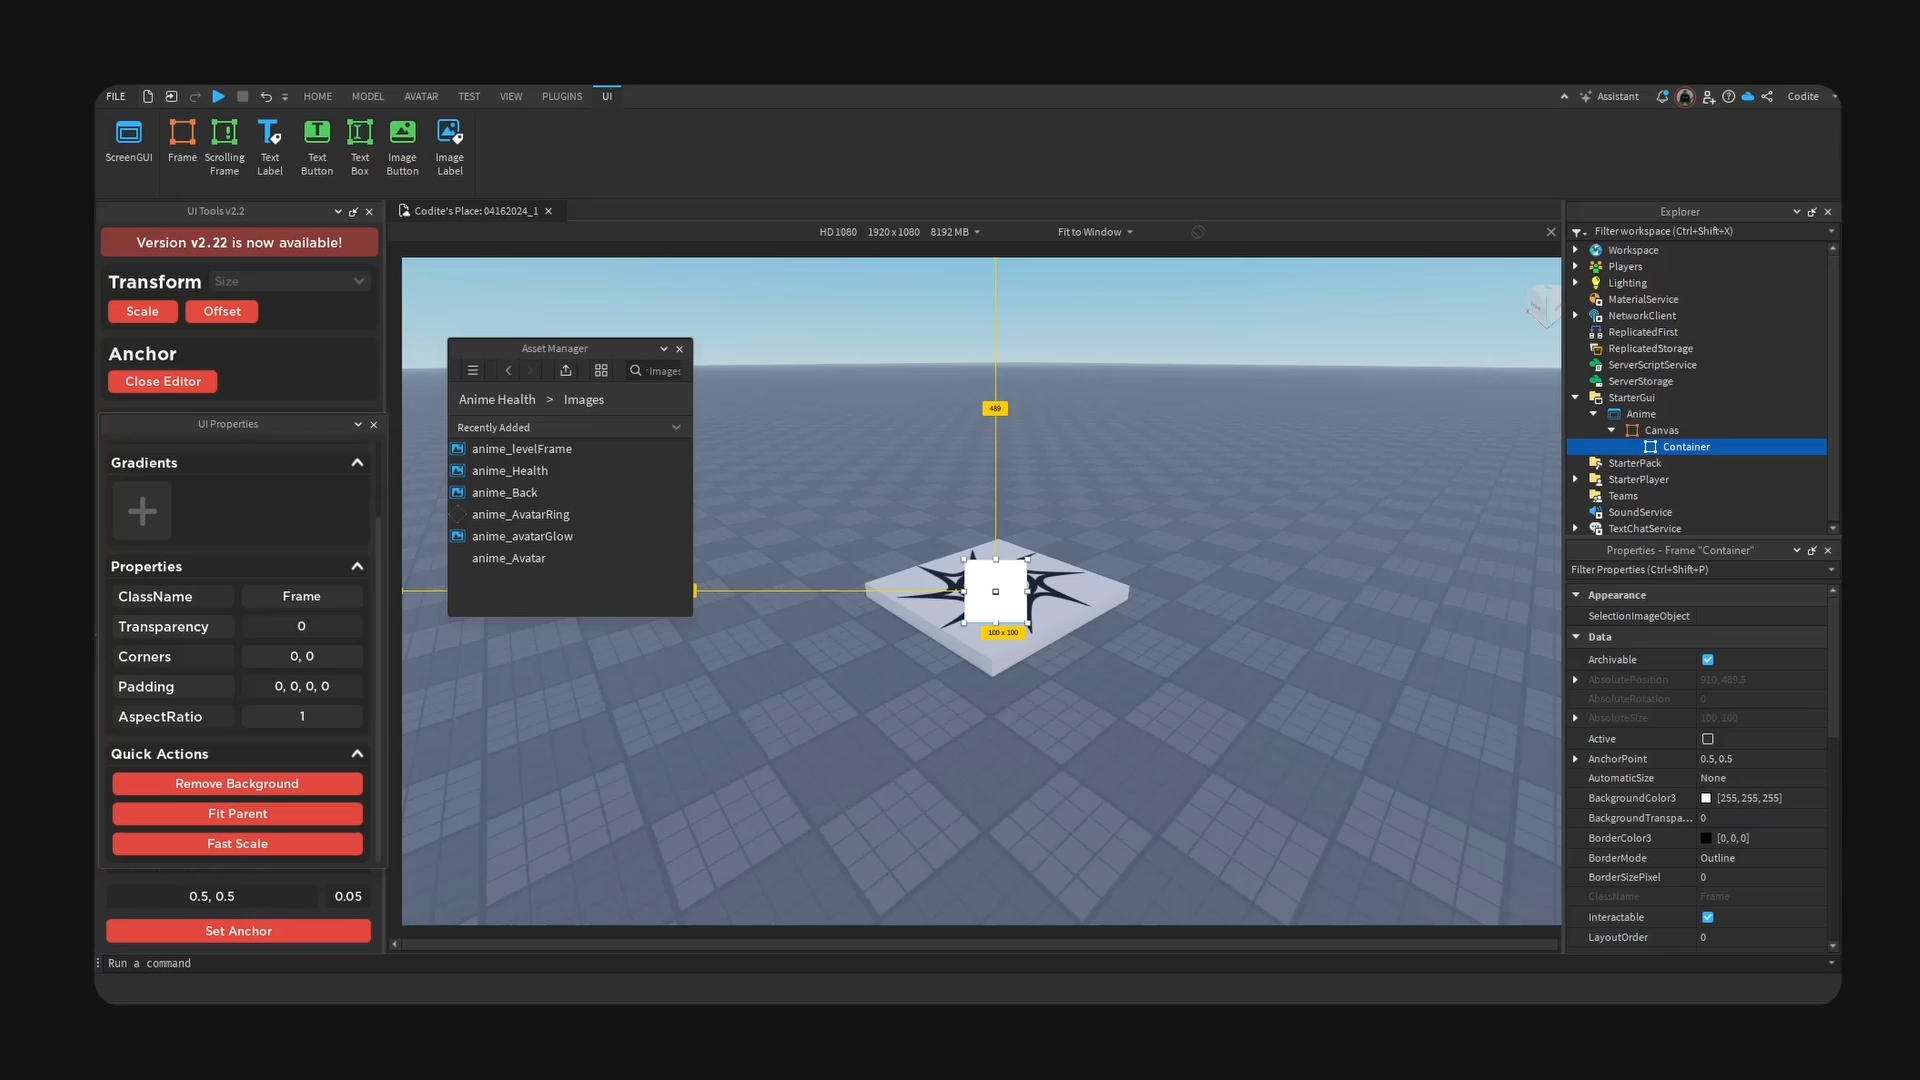 FILE HOME MODEL AVATAR TEST VIEW PLUGINS UI Assistant Codite
ScreenGUI Frame Scrolling Frame Text Label Text Button Text Box Image Button Image Label
UI Tools v2.2
Version v2.22 is now available!
Transform Size
Scale Offset
Anchor
Close Editor
UI Properties
Gradients
Properties
ClassName Frame
Transparency 0
Corners 0, 0
Padding 0, 0, 0, 0
AspectRatio 1
Quick Actions
Remove Background
Fit Parent
Fast Scale
0.5, 0.5 0.05
Set Anchor
Run a command
Codite's Place: 04162024_1
HD 1080 1920 x 1080 8192 MB Fit to Window
Asset Manager
Images
Anime Health > Images
Recently Added
anime_levelFrame
anime_Health
anime_Back
anime_AvatarRing
anime_avatarGlow
anime_Avatar
489
100 x 100
Explorer
Filter workspace (Ctrl+Shift+X)
Workspace
Players
Lighting
MaterialService
NetworkClient
ReplicatedFirst
ReplicatedStorage
ServerScriptService
ServerStorage
StarterGui
Anime
Canvas
Container
StarterPack
StarterPlayer
Teams
SoundService
TextChatService
Properties - Frame "Container"
Filter Properties (Ctrl+Shift+P)
Appearance
SelectionImageObject
Data
Archivable
AbsolutePosition 910, 489.5
AbsoluteRotation 0
AbsoluteSize 100, 100
Active
AnchorPoint 0.5, 0.5
AutomaticSize None
BackgroundColor3 [255, 255, 255]
BackgroundTranspa... 0
BorderColor3 [0, 0, 0]
BorderMode Outline
BorderSizePixel 0
ClassName Frame
Interactable
LayoutOrder 0